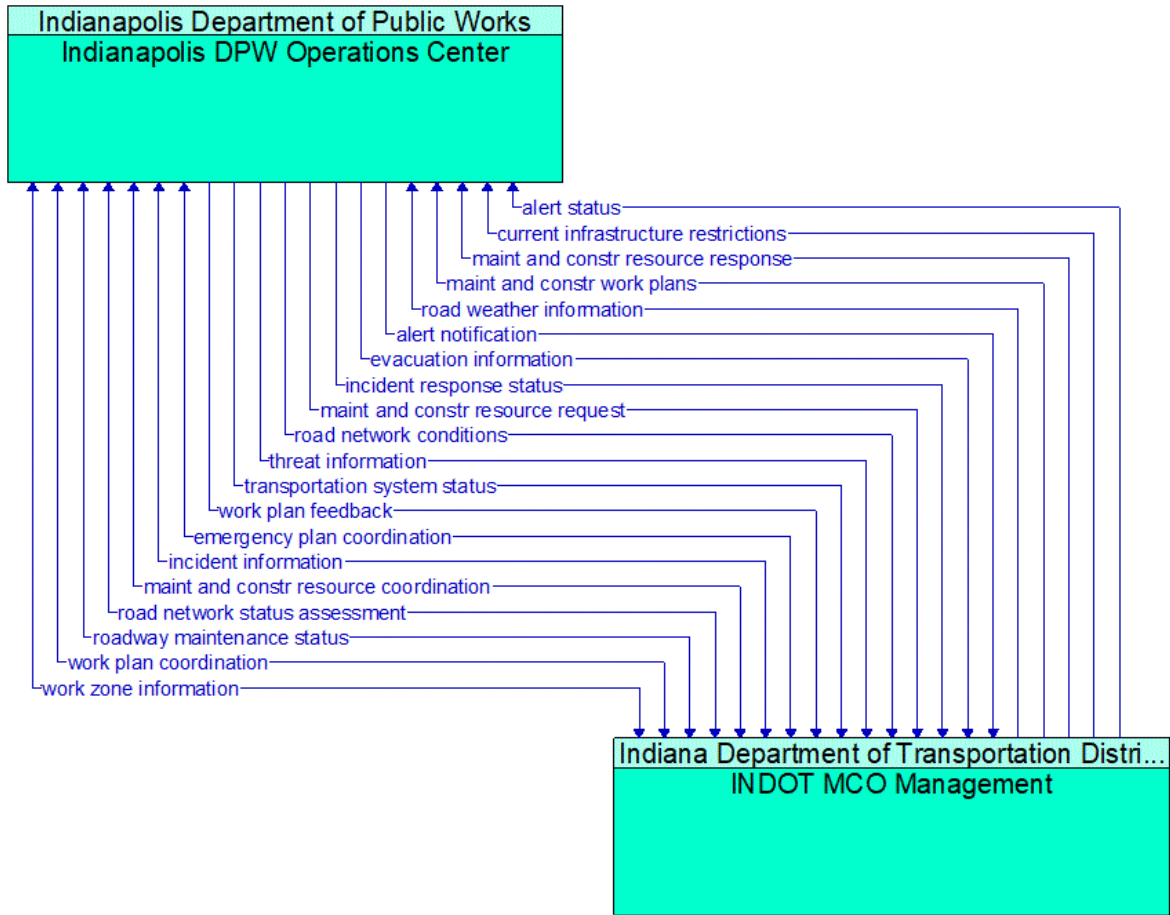 Indianapolis Department of Public Works
Indianapolis DPW Operations Center
alert status
current infrastructure restrictions
maint and constr resource response
maint and constr work plans
road weather information
alert notification
evacuation information
incident response status
maint and constr resource request
road network conditions
threat information
transportation system status
work plan feedback
emergency plan coordination
incident information
maint and constr resource coordination
road network status assessment
roadway maintenance status
work plan coordination
work zone information
Indiana Department of Transportation Distri...
INDOT MCO Management